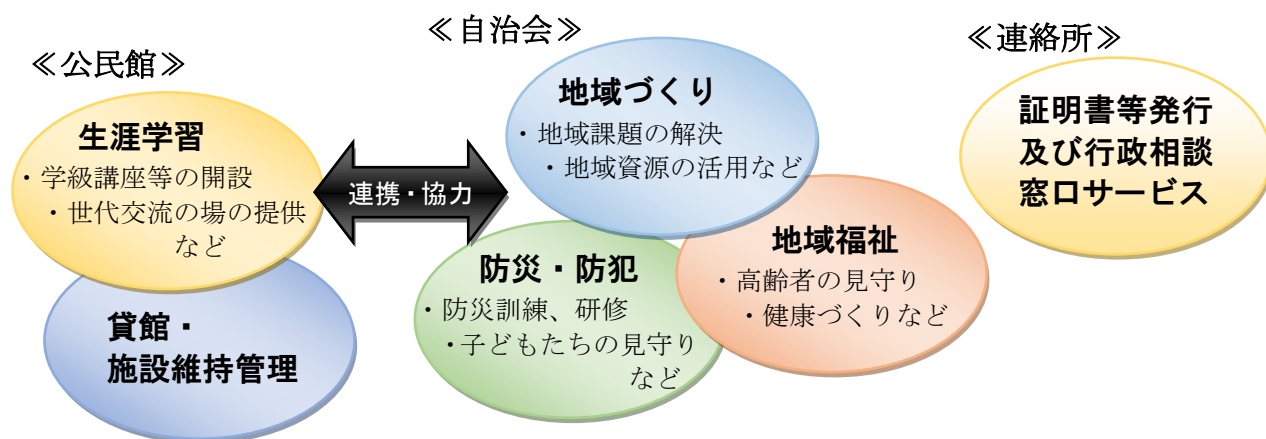 ≪公民館≫
生涯学習
・学級講座等の開設
・世代交流の場の提供
など
貸館・
施設維持管理
連携・協力
≪自治会≫
地域づくり
・地域課題の解決
・地域資源の活用など
防災・防犯
・防災訓練、研修
・子どもたちの見守り
など
地域福祉
・高齢者の見守り
・健康づくりなど
≪連絡所≫
証明書等発行
及び行政相談
窓口サービス